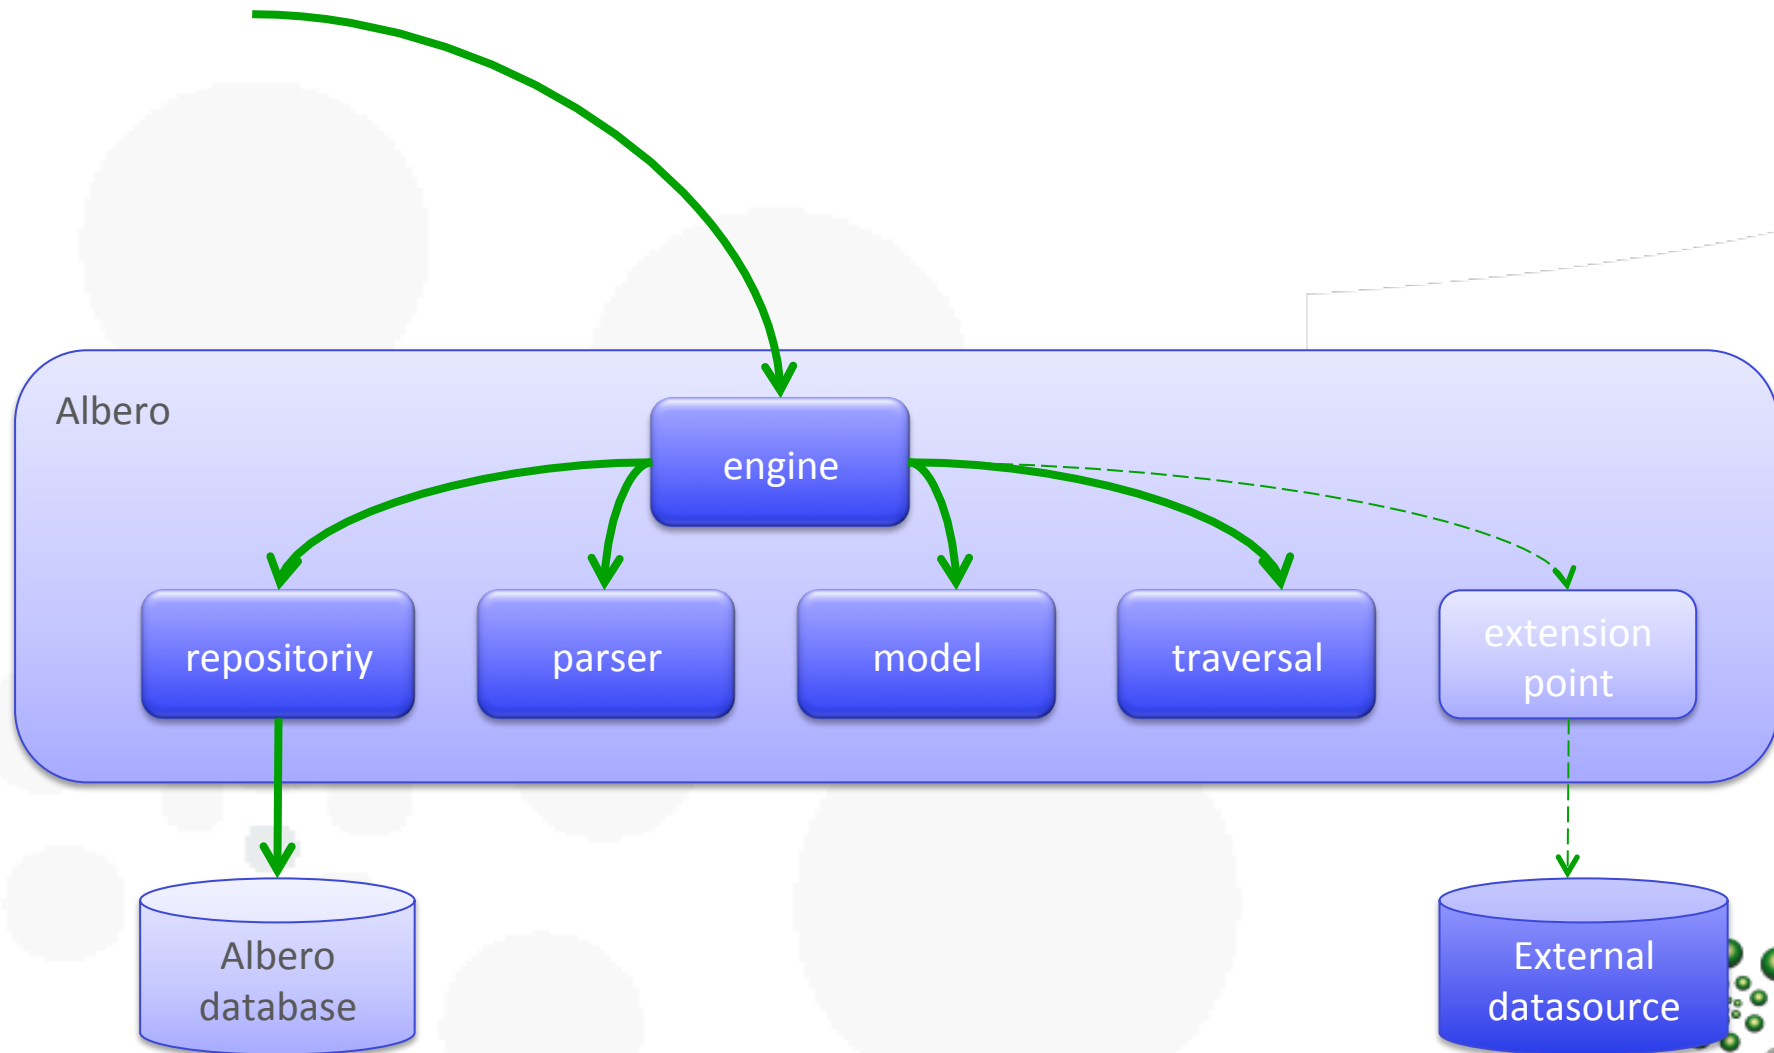 Albero
engine
repositoriy
parser
model
traversal
extension
point
Albero
database
External
datasource